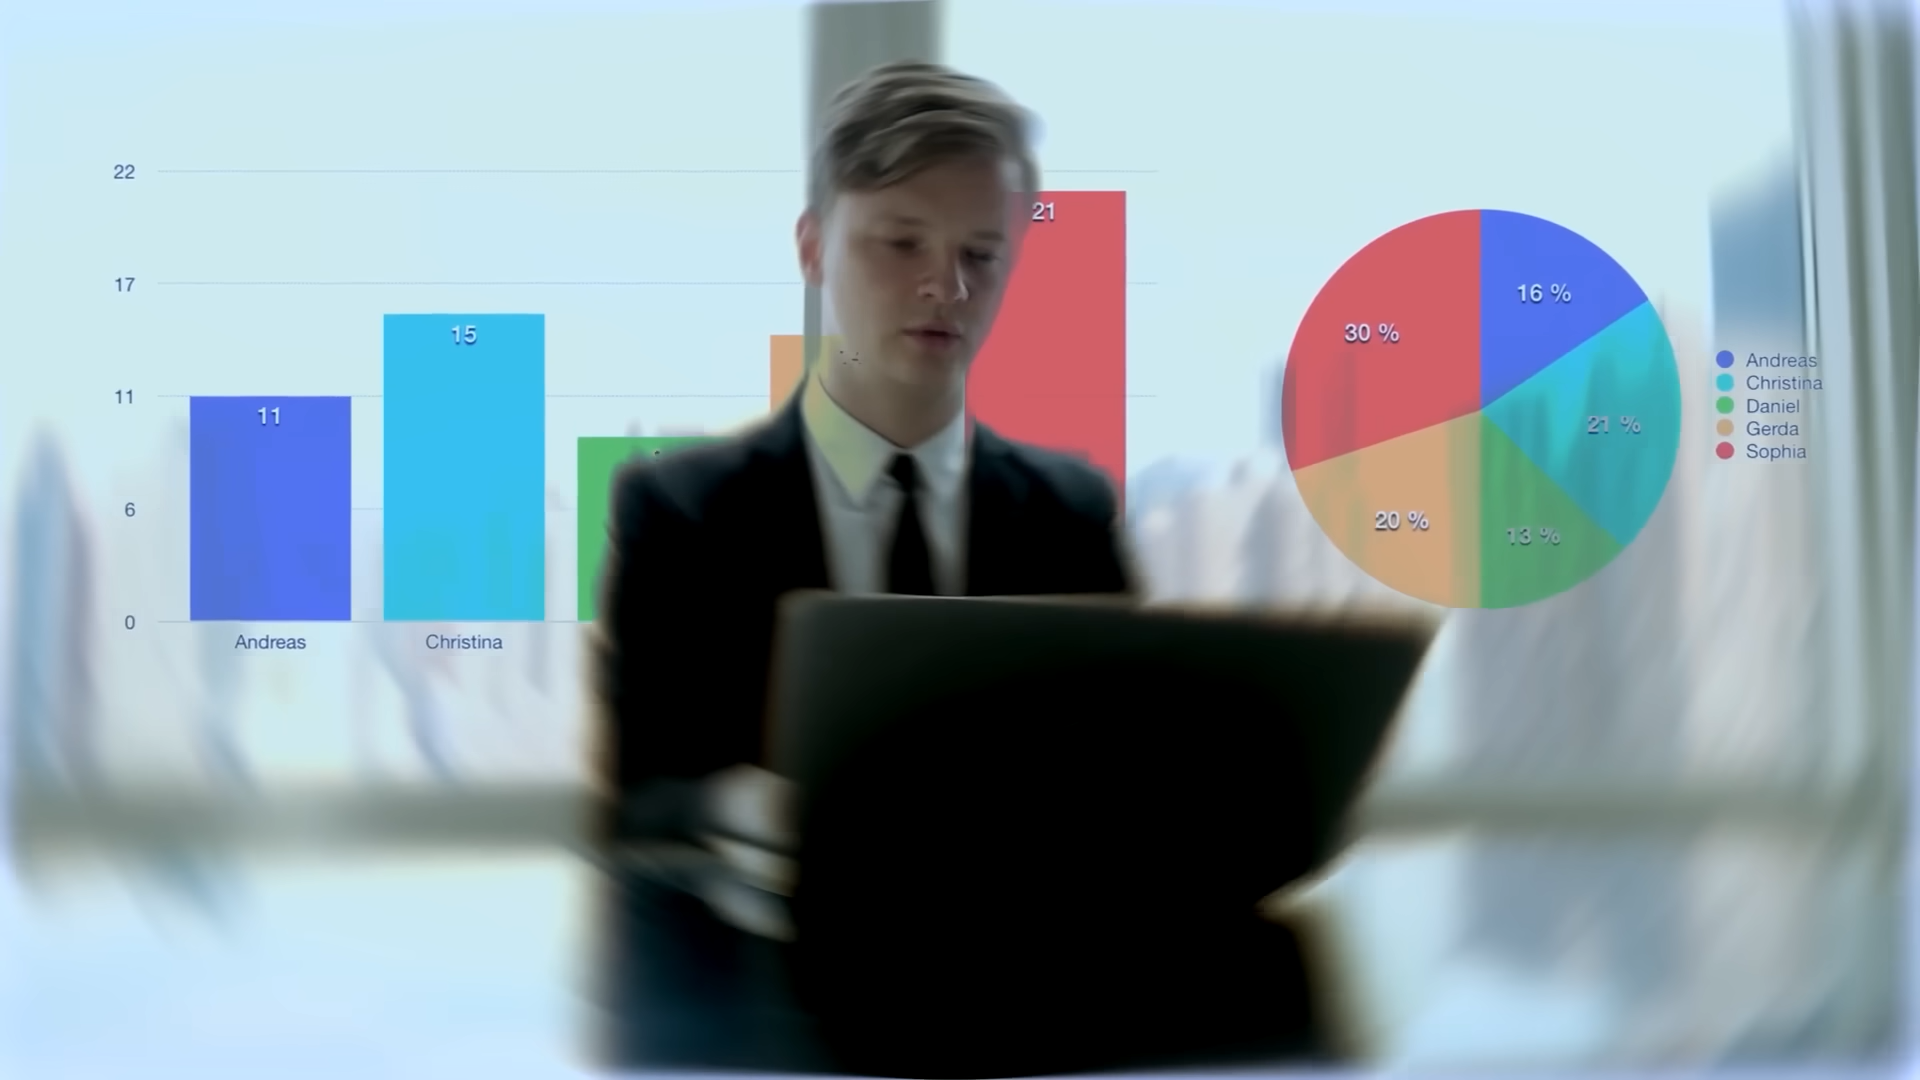 22
17
11
6
0
11
15
21
Andreas
Christina
16 %
21 %
13 %
20 %
30 %
Andreas
Christina
Daniel
Gerda
Sophia